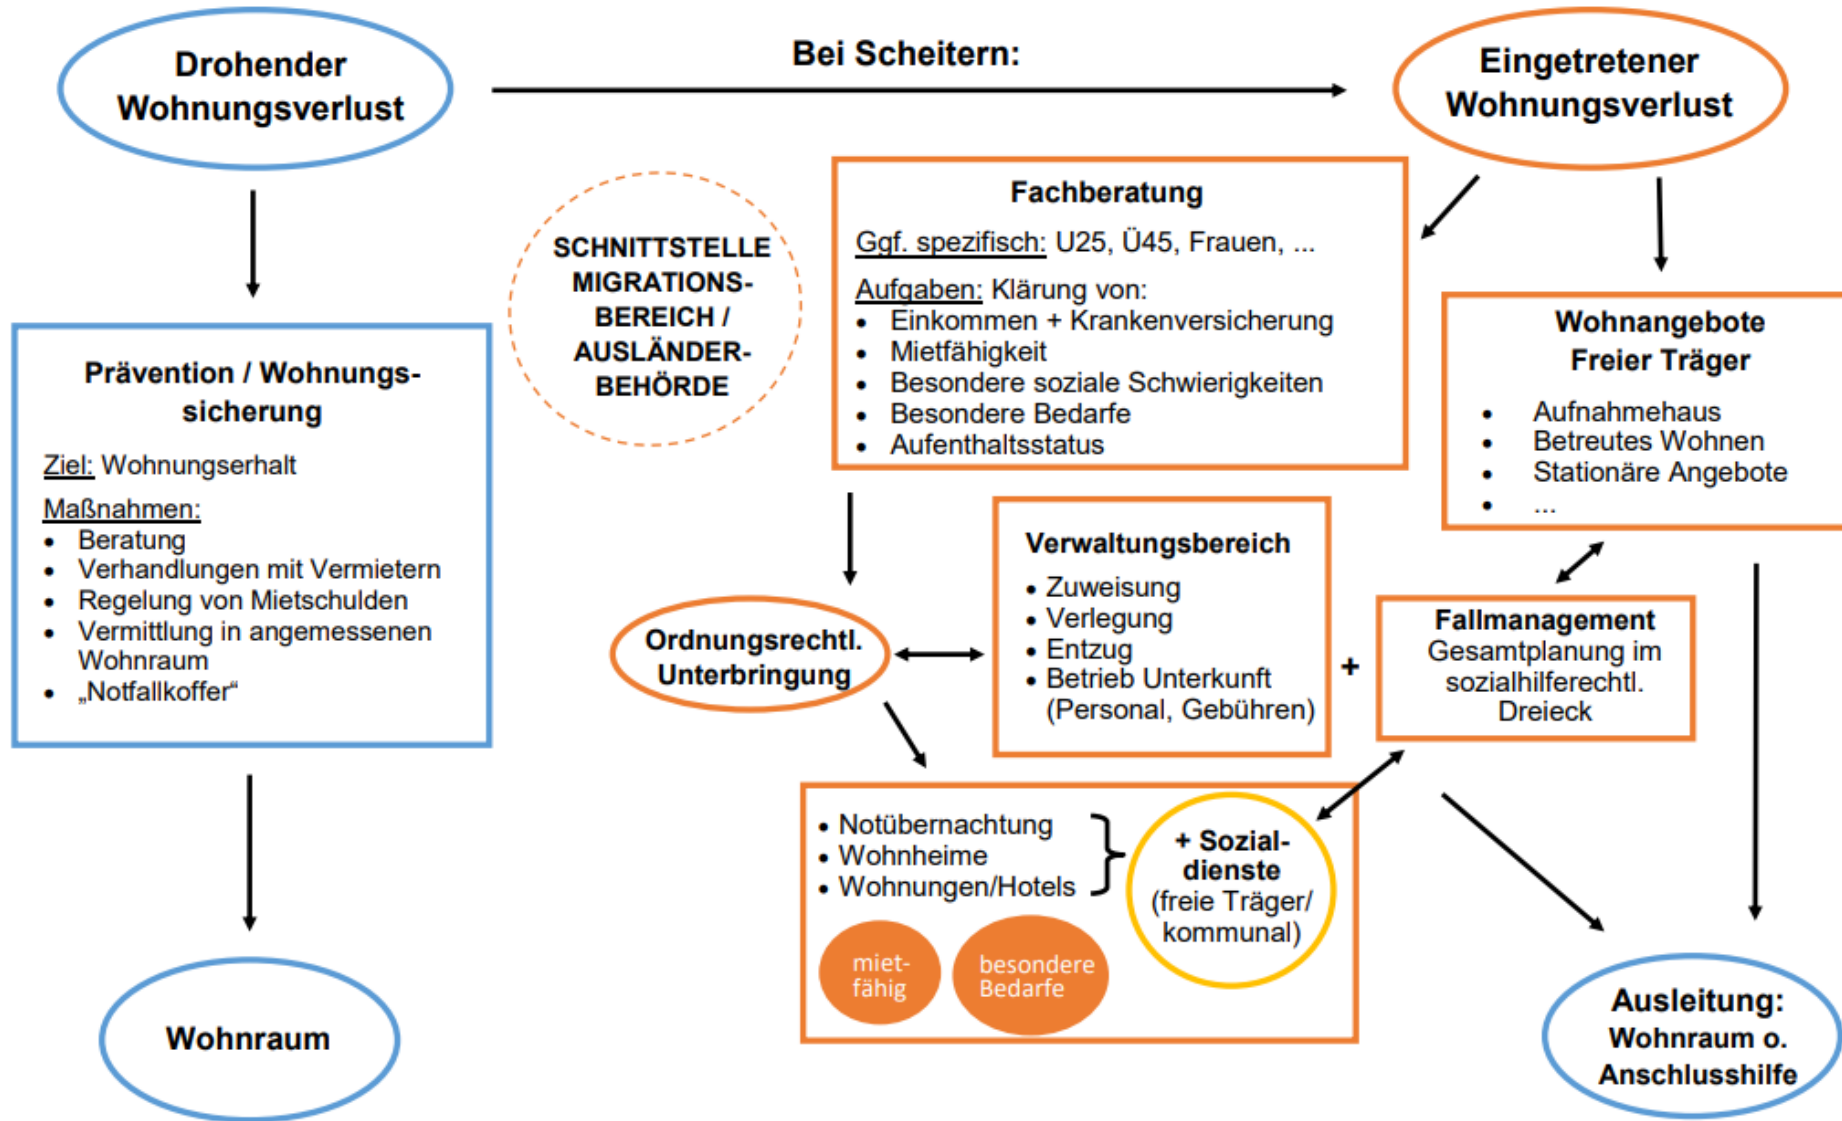 Drohender
Wohnungsverlust
Bei Scheitern:
Eingetretener
Wohnungsverlust
Prävention / Wohnungs-
sicherung
Ziel: Wohnungserhalt
Maßnahmen:
• Beratung
• Verhandlungen mit Vermietern
• Regelung von Mietschulden
• Vermittlung in angemessenen
Wohnraum
• „Notfallkoffer“
Wohnraum
SCHNITTSTELLE
MIGRATIONS-
BEREICH /
AUSLÄNDER-
BEHÖRDE
Fachberatung
Ggf. spezifisch: U25, Ü45, Frauen, ...
Aufgaben: Klärung von:
• Einkommen + Krankenversicherung
• Mietfähigkeit
• Besondere soziale Schwierigkeiten
• Besondere Bedarfe
• Aufenthaltsstatus
Wohnangebote
Freier Träger
• Aufnahmehaus
• Betreutes Wohnen
• Stationäre Angebote
• ...
Ordnungsrechtl.
Unterbringung
Verwaltungsbereich
• Zuweisung
• Verlegung
• Entzug
• Betrieb Unterkunft
(Personal, Gebühren)
+
Fallmanagement
Gesamtplanung im
sozialhilferechtl.
Dreieck
• Notübernachtung
• Wohnheime
• Wohnungen/Hotels
+ Sozial-
dienste
(freie Träger/
kommunal)
miet-
fähig
besondere
Bedarfe
Ausleitung:
Wohnraum o.
Anschlusshilfe